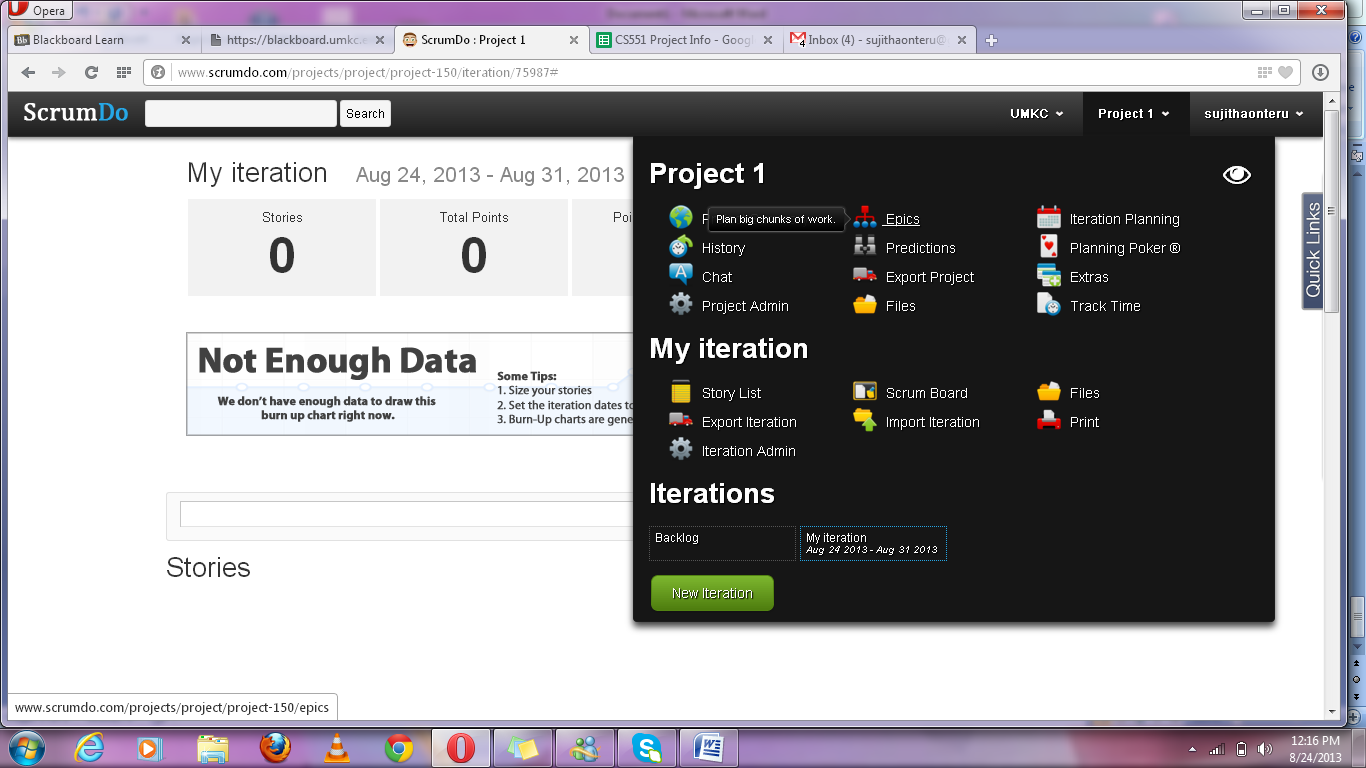 Opera
Blackboard Learn
https://blackboard.umkc.e
ScrumDo : Project 1
CS551 Project Info - Goog
Inbox (4) - sujithaonteru@
www.scrumdo.com/projects/project/project-150/iteration/75987#
ScrumDo
Search
UMKC
Project 1
sujithaonteru
My iteration Aug 24, 2013 - Aug 31, 2013
Stories
0
Total Points
0
Poi
Not Enough Data
We don't have enough data to draw this
burn up chart right now.
Some Tips:
1. Size your stories
2. Set the iteration dates to
3. Burn-Up charts are gene
Stories
Project 1
P
Plan big chunks of work.
Epics
Iteration Planning
History
Predictions
Planning Poker ®
Chat
Export Project
Extras
Project Admin
Files
Track Time
My iteration
Story List
Scrum Board
Files
Export Iteration
Import Iteration
Print
Iteration Admin
Iterations
Backlog
My iteration
Aug 24 2013 - Aug 31 2013
New Iteration
Quick Links
www.scrumdo.com/projects/project/project-150/epics
12:16 PM
8/24/2013